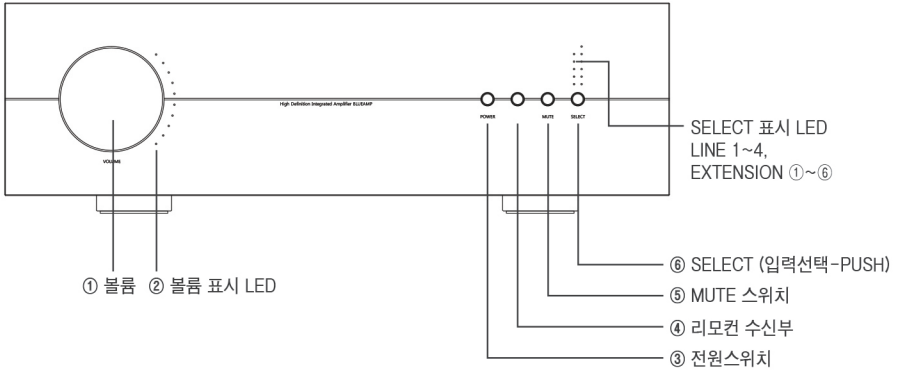 High Definition Integrated Amplifier BLUEAMP
POWER
MUTE
SELECT
VOLUME
SELECT 표시 LED
LINE 1~4,
EXTENSION ①~⑥
① 볼륨
② 볼륨 표시 LED
⑥ SELECT (입력선택-PUSH)
⑤ MUTE 스위치
④ 리모컨 수신부
③ 전원스위치